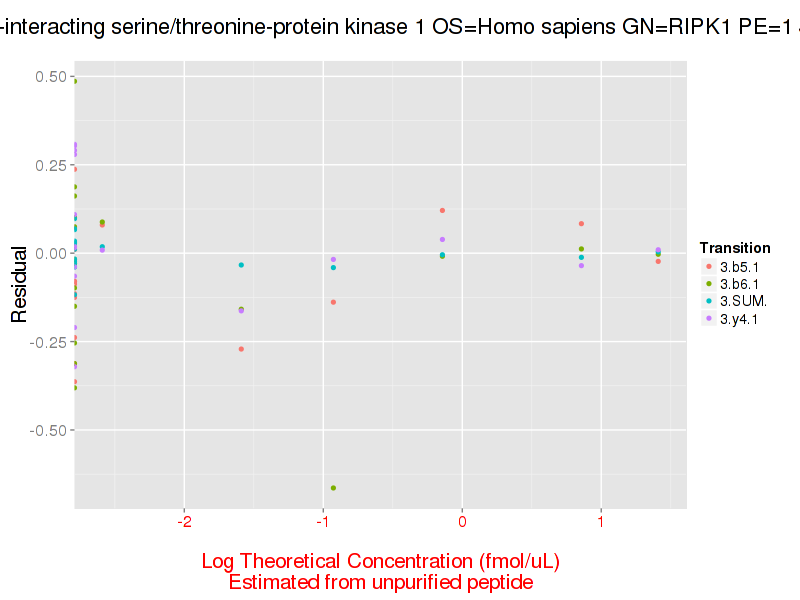 -interacting serine/threonine-protein kinase 1 OS=Homo sapiens GN=RIPK1 PE=1
0.50
0.25
0.00
-0.25
-0.50
Residual
-2
-1
0
1
Log Theoretical Concentration (fmol/uL)
Estimated from unpurified peptide
Transition
3.b5.1
3.b6.1
3.SUM.
3.y4.1